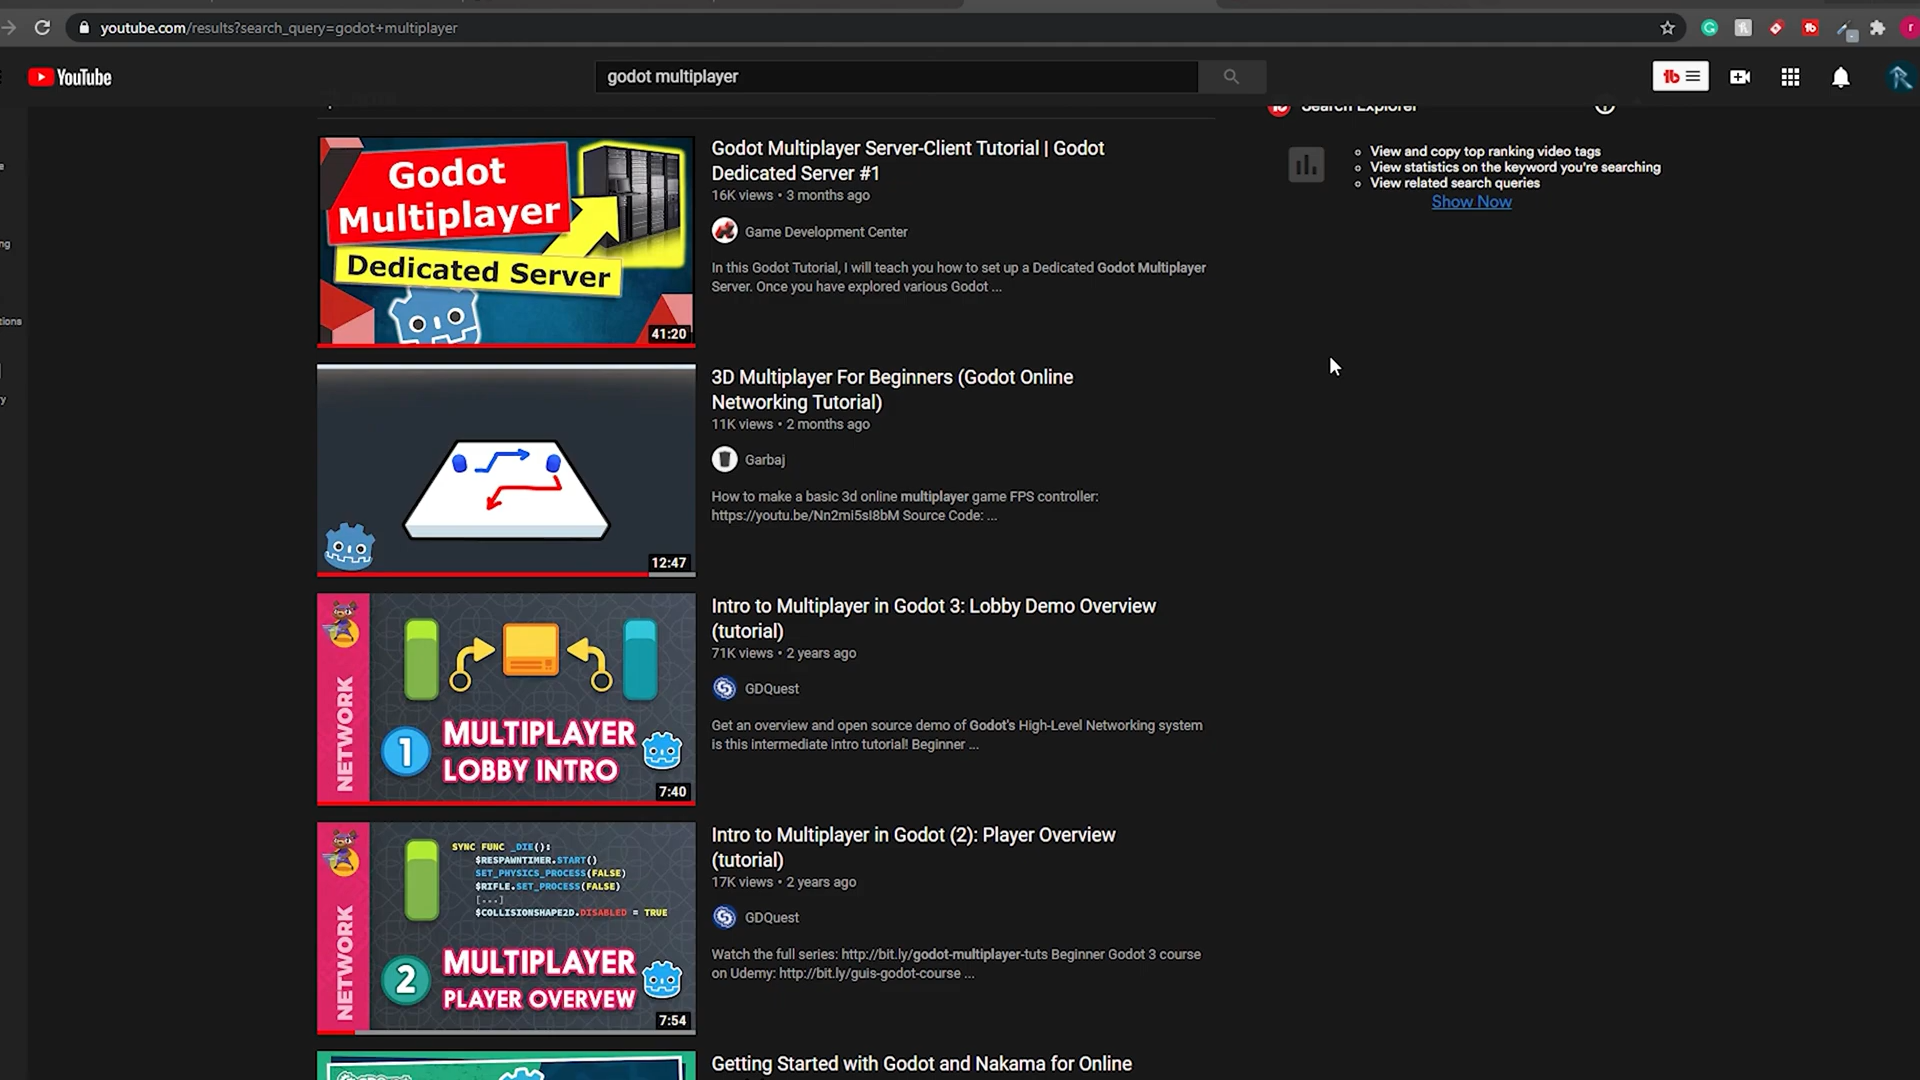 youtube.com/results?search_query=godot+multiplayer
YouTube
godot multiplayer
Search Explorer
View and copy top ranking video tags
View statistics on the keyword you're searching
View related search queries
Show Now
Godot
Multiplayer
Dedicated Server
41:20
Godot Multiplayer Server-Client Tutorial | Godot
Dedicated Server #1
16K views • 3 months ago
Game Development Center
In this Godot Tutorial, I will teach you how to set up a Dedicated Godot Multiplayer
Server. Once you have explored various Godot ...
12:47
3D Multiplayer For Beginners (Godot Online
Networking Tutorial)
11K views • 2 months ago
Garbaj
How to make a basic 3d online multiplayer game FPS controller:
https://youtu.be/Nn2mi5sI8bM Source Code: ...
NETWORK
1
MULTIPLAYER
LOBBY INTRO
7:40
Intro to Multiplayer in Godot 3: Lobby Demo Overview
(tutorial)
71K views • 2 years ago
GDQuest
Get an overview and open source demo of Godot's High-Level Networking system
is this intermediate intro tutorial! Beginner ...
NETWORK
SYNC FUNC _DIE():
$RESPAWNTIMER.START()
SET_PHYSICS_PROCESS(FALSE)
$RIFLE.SET_PROCESS(FALSE)
[...]
$COLLISIONSHAPE2D.DISABLED = TRUE
2
MULTIPLAYER
PLAYER OVERVEW
7:54
Intro to Multiplayer in Godot (2): Player Overview
(tutorial)
17K views • 2 years ago
GDQuest
Watch the full series: http://bit.ly/godot-multiplayer-tuts Beginner Godot 3 course
on Udemy: http://bit.ly/guis-godot-course ...
Getting Started with Godot and Nakama for Online